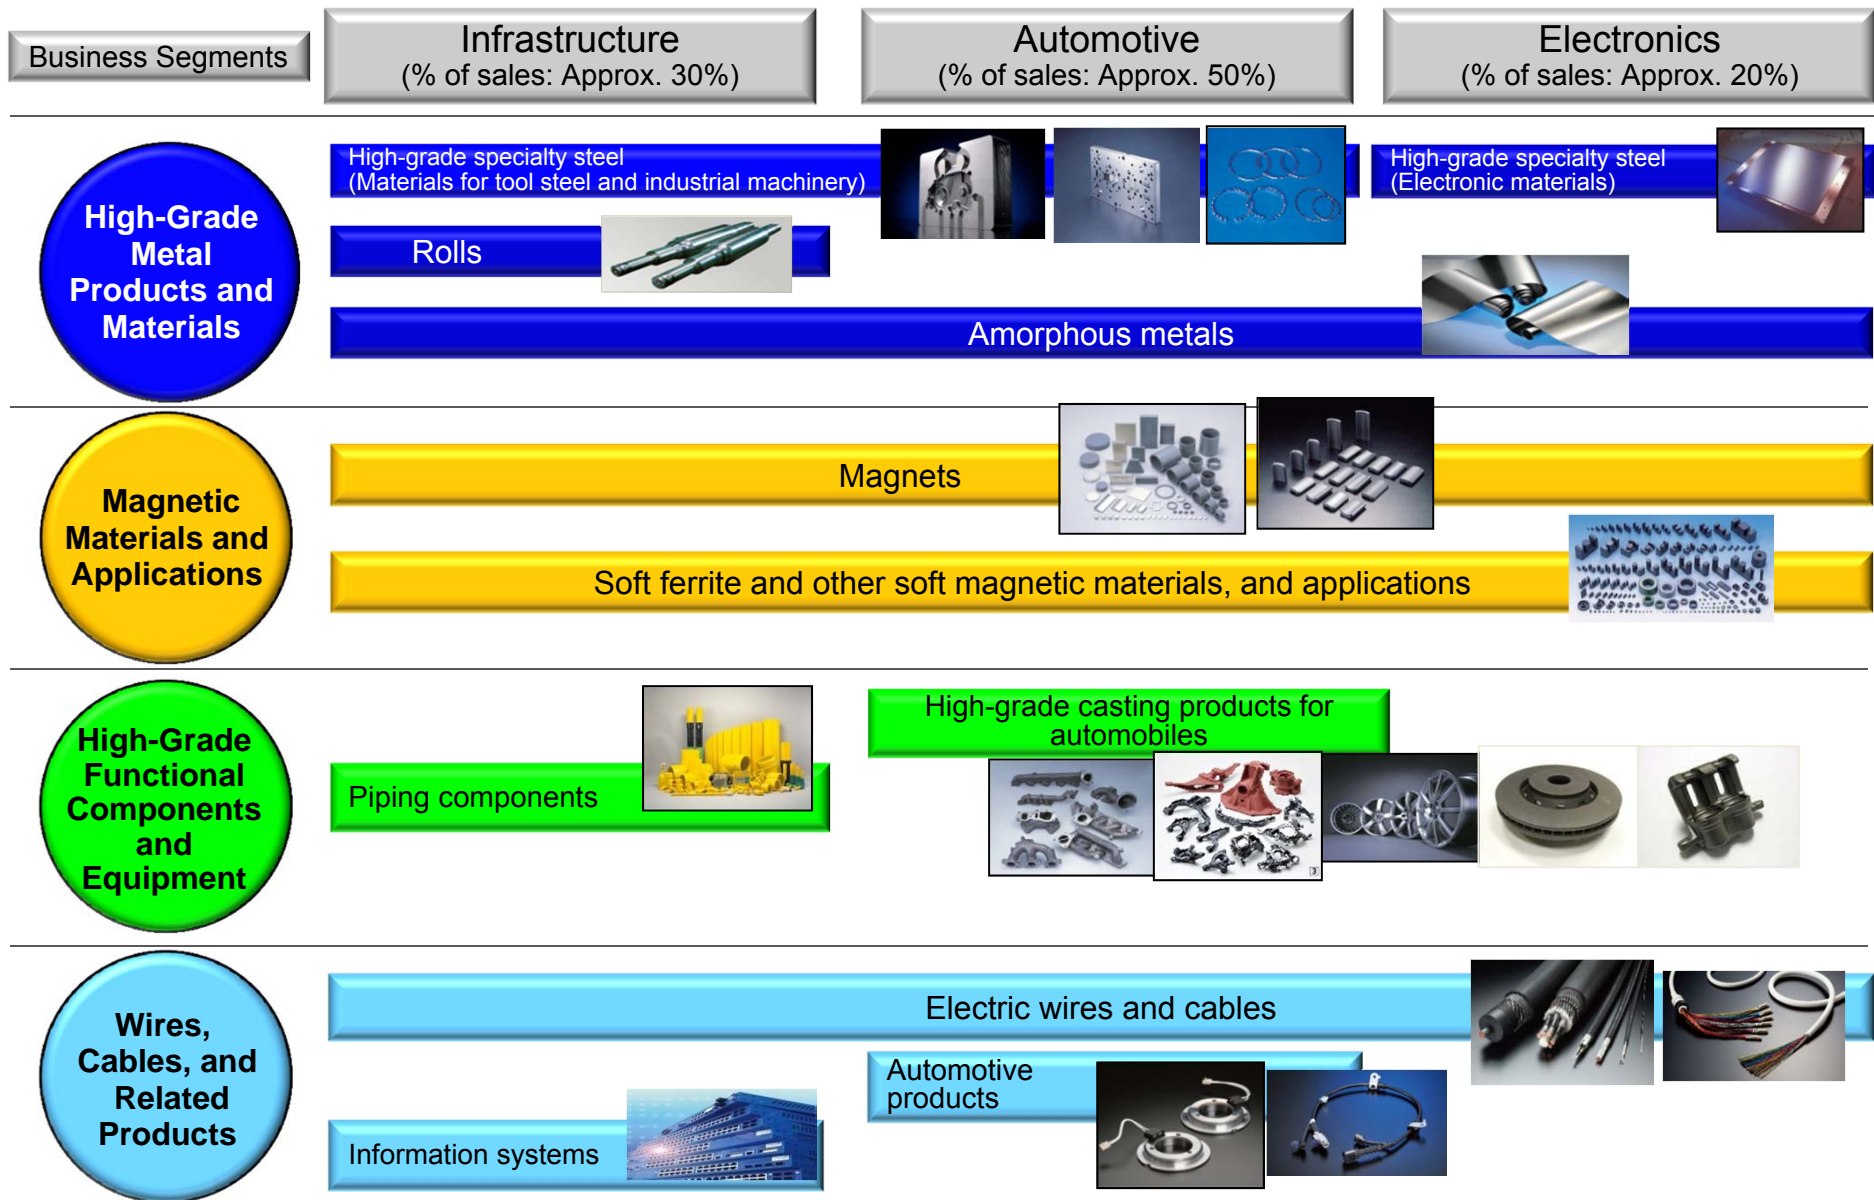 Business Segments
Infrastructure
(% of sales: Approx. 30%)
Automotive
(% of sales: Approx. 50%)
Electronics
(% of sales: Approx. 20%)
High-Grade
Metal
Products and
Materials
High-grade specialty steel
(Materials for tool steel and industrial machinery)
High-grade specialty steel
(Electronic materials)
Rolls
Amorphous metals
Magnetic
Materials and
Applications
Magnets
Soft ferrite and other soft magnetic materials, and applications
High-Grade
Functional
Components
and
Equipment
High-grade casting products for
automobiles
Piping components
3
Wires,
Cables, and
Related
Products
Electric wires and cables
Automotive
products
Information systems